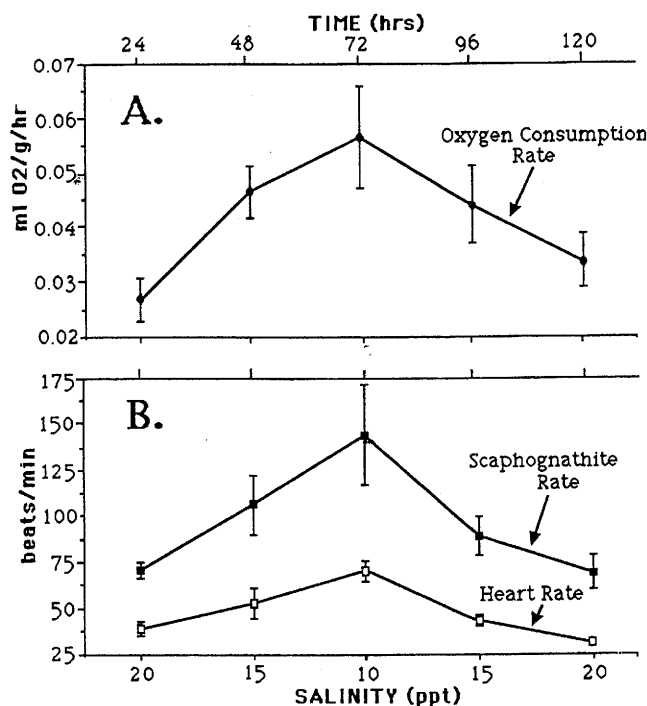 TIME (hrs)
24 48 72 96 120
A.
0.07
0.06
0.05
0.04
0.03
0.02
ml O2/g/hr
Oxygen Consumption
Rate
B.
175
150
125
100
75
50
25
beats/min
Scaphognathite
Rate
Heart Rate
20 15 10 15 20
SALINITY (ppt)